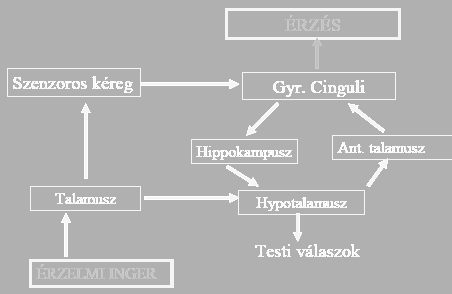 ÉRZÉS
Szenzoros kéreg
Gyr. Cinguli
Hippokampusz
Ant. talamusz
Talamusz
Hypotalamusz
Testi válaszok
ÉRZELMI INGER